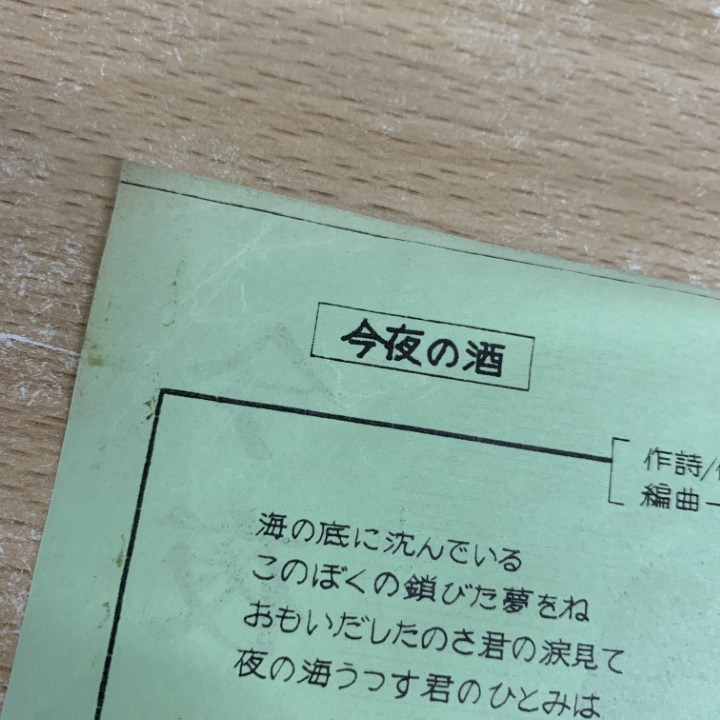 今夜の酒
作詩/
編曲
海の底に沈んでいる
このぼくの鎖びた夢をね
おもいだしたのさ君の涙見て
夜の海うつす君のひとみは